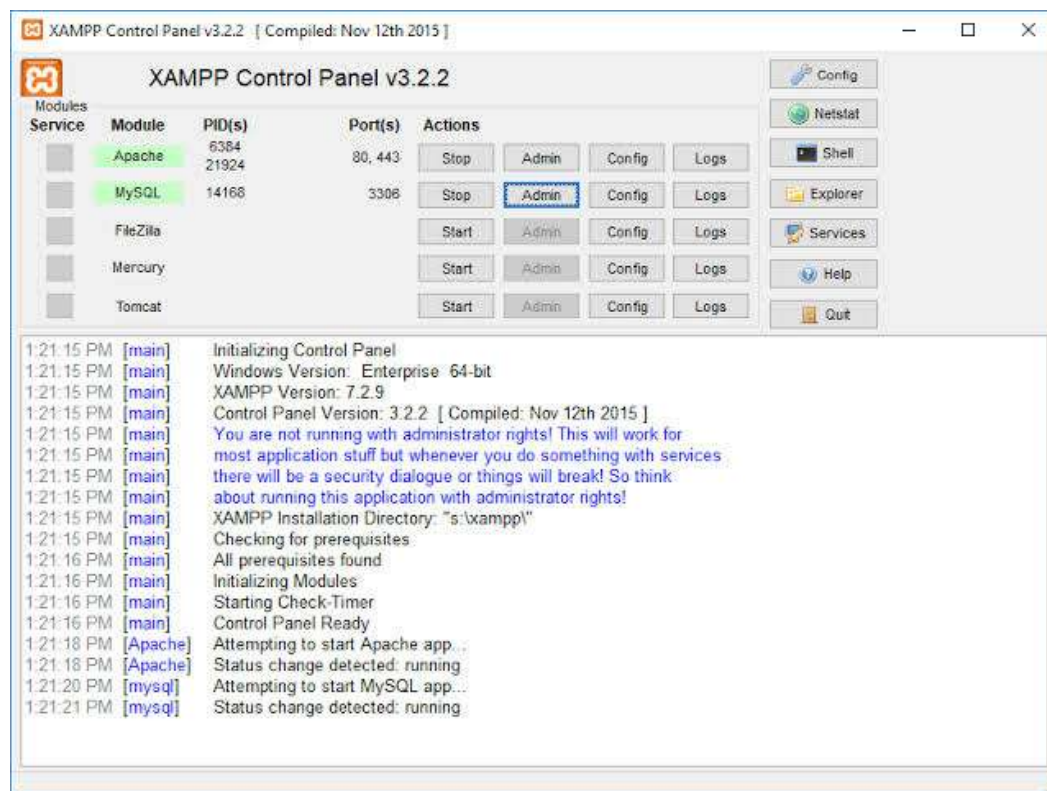 XAMPP Control Panel v3.2.2 [ Compiled: Nov 12th 2015 ]
XAMPP Control Panel v3.2.2
Config
Modules
Netstat
Service Module PID(s) Port(s) Actions
Apache 6384 21924 80, 443 Stop Admin Config Logs
Shell
MySQL 14168 3306 Stop Admin Config Logs
Explorer
FileZilla Start Admin Config Logs
Services
Mercury Start Admin Config Logs
Help
Tomcat Start Admin Config Logs
Quit
1:21:15 PM [main] Initializing Control Panel
1:21:15 PM [main] Windows Version: Enterprise 64-bit
1:21:15 PM [main] XAMPP Version: 7.2.9
1:21:15 PM [main] Control Panel Version: 3.2.2 [ Compiled: Nov 12th 2015 ]
1:21:15 PM [main] You are not running with administrator rights! This will work for
1:21:15 PM [main] most application stuff but whenever you do something with services
1:21:15 PM [main] there will be a security dialogue or things will break! So think
1:21:15 PM [main] about running this application with administrator rights!
1:21:15 PM [main] XAMPP Installation Directory: "s:\xampp\"
1:21:15 PM [main] Checking for prerequisites
1:21:16 PM [main] All prerequisites found
1:21:16 PM [main] Initializing Modules
1:21:16 PM [main] Starting Check-Timer
1:21:16 PM [main] Control Panel Ready
1:21:18 PM [Apache] Attempting to start Apache app...
1:21:18 PM [Apache] Status change detected: running
1:21:20 PM [mysql] Attempting to start MySQL app...
1:21:21 PM [mysql] Status change detected: running